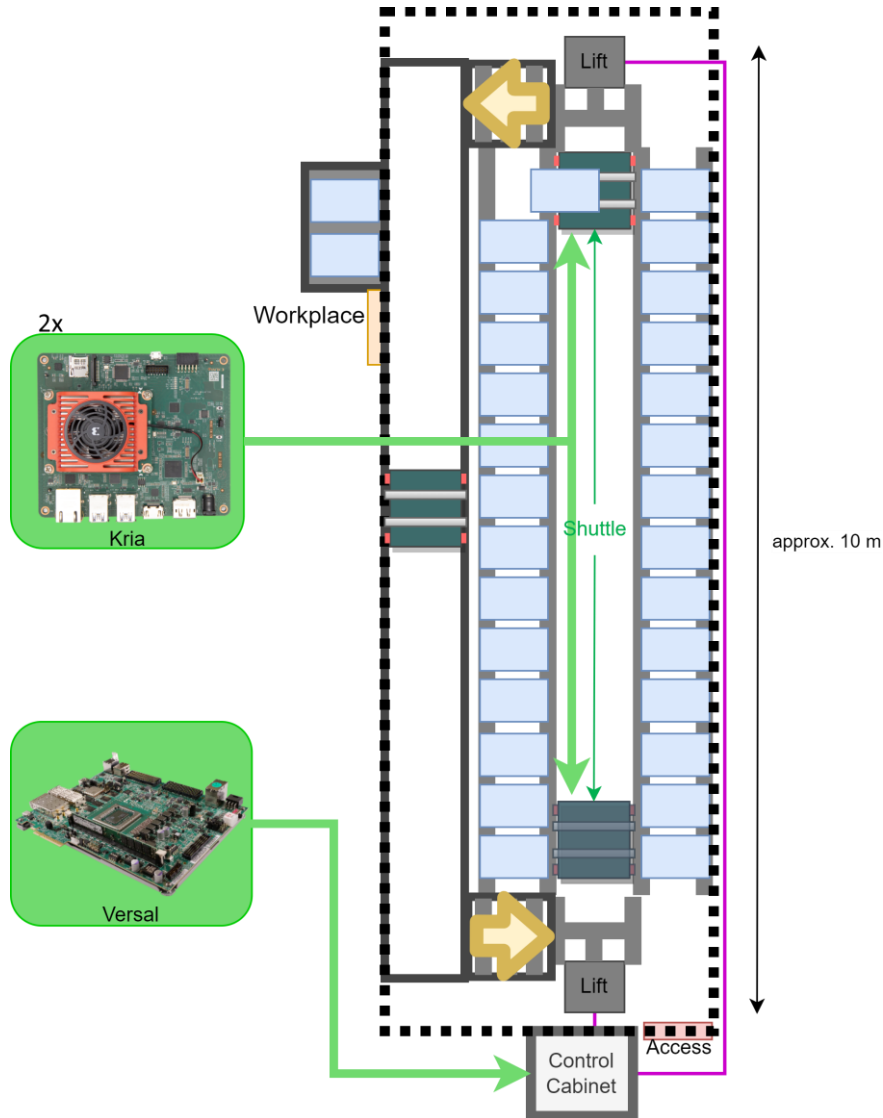 Lift
Workplace
2x
Kria
Shuttle
approx. 10 m
Versal
Lift
Access
Control
Cabinet